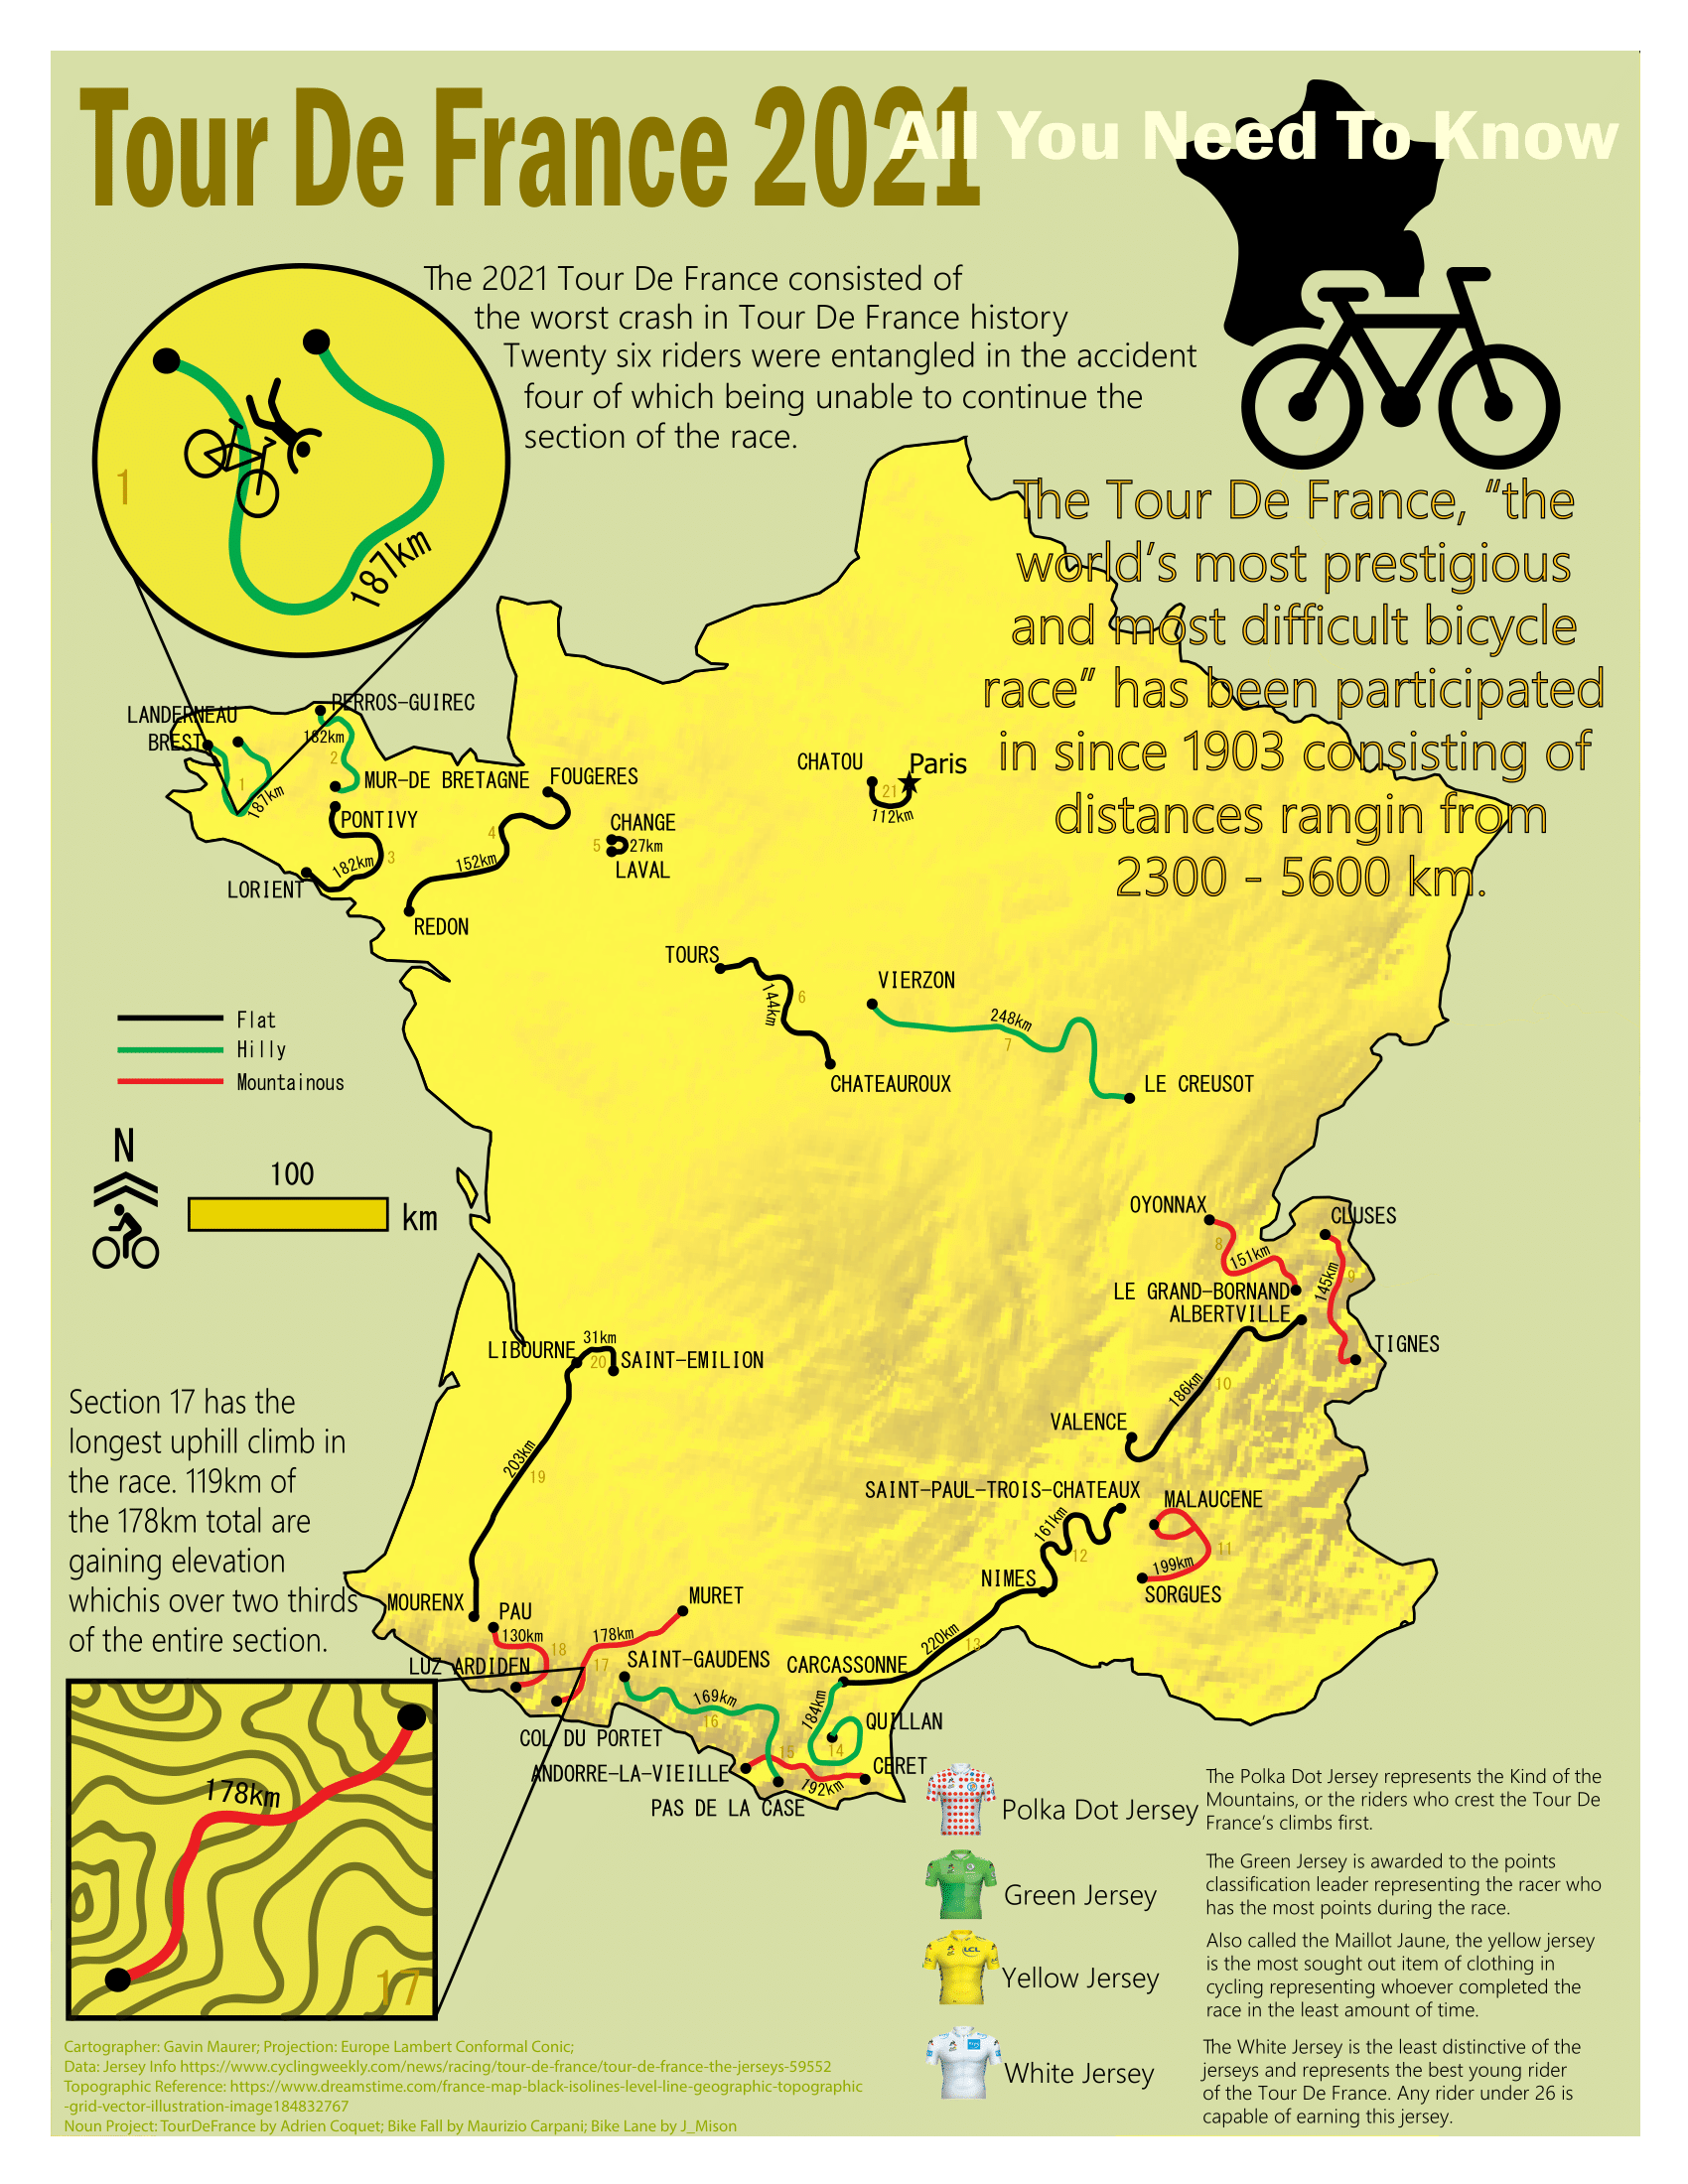 Tour De France 2021
All You Need To Know
The 2021 Tour De France consisted of
the worst crash in Tour De France history
Twenty six riders were entangled in the accident
four of which being unable to continue the
section of the race.
1
187km
The Tour De France, “the
world’s most prestigious
and most difficult bicycle
race” has been participated
in since 1903 consisting of
distances rangin from
2300 - 5600 km.
PERROS-GUIREC
LANDERNEAU
BREST
182km
2
1
187km
MUR-DE BRETAGNE
FOUGERES
PONTIVY
4
3
182km
152km
LORIENT
REDON
CHANGE
5
27km
LAVAL
CHATOU
Paris
21
112km
TOURS
6
144km
CHATEAUROUX
VIERZON
248km
7
LE CREUSOT
Flat
Hilly
Mountainous
N
100
km
OYONNAX
CLUSES
8
151km
9
145km
LE GRAND-BORNAND
ALBERTVILLE
TIGNES
186km
10
VALENCE
31km
LIBOURNE
20
SAINT-EMILION
203km
19
SAINT-PAUL-TROIS-CHATEAUX
MALAUCENE
161km
12
11
199km
NIMES
SORGUES
Section 17 has the
longest uphill climb in
the race. 119km of
the 178km total are
gaining elevation
whichis over two thirds
of the entire section.
MOURENX
PAU
MURET
130km
18
178km
17
LUZ ARDIDEN
SAINT-GAUDENS
CARCASSONNE
220km
13
169km
16
184km
QUILLAN
14
COL DU PORTET
15
ANDORRE-LA-VIEILLE
CERET
192km
PAS DE LA CASE
178km
17
Polka Dot Jersey
The Polka Dot Jersey represents the Kind of the
Mountains, or the riders who crest the Tour De
France’s climbs first.
Green Jersey
The Green Jersey is awarded to the points
classification leader representing the racer who
has the most points during the race.
LCL
Yellow Jersey
Also called the Maillot Jaune, the yellow jersey
is the most sought out item of clothing in
cycling representing whoever completed the
race in the least amount of time.
White Jersey
The White Jersey is the least distinctive of the
jerseys and represents the best young rider
of the Tour De France. Any rider under 26 is
capable of earning this jersey.
Cartographer: Gavin Maurer; Projection: Europe Lambert Conformal Conic;
Data: Jersey Info https://www.cyclingweekly.com/news/racing/tour-de-france/tour-de-france-the-jerseys-59552
Topographic Reference: https://www.dreamstime.com/france-map-black-isolines-level-line-geographic-topographic
-grid-vector-illustration-image184832767
Noun Project: TourDeFrance by Adrien Coquet; Bike Fall by Maurizio Carpani; Bike Lane by J_Mison